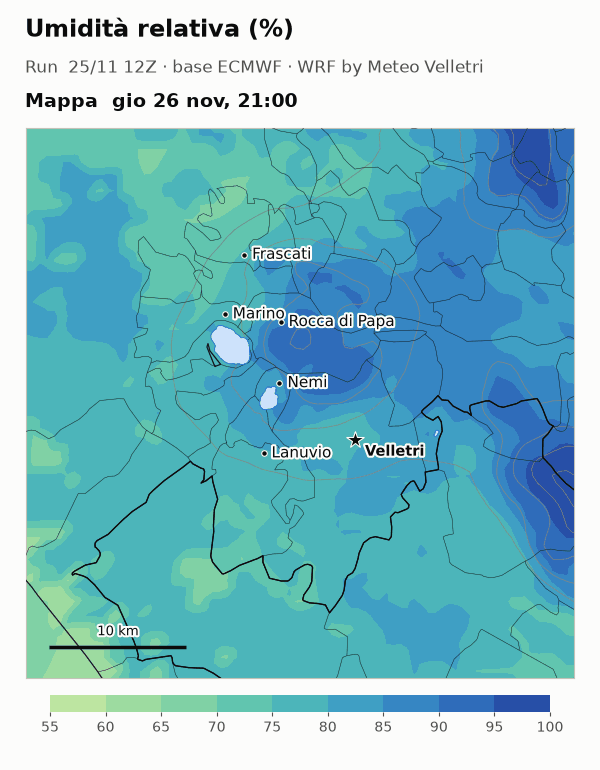 Umidità relativa (%)
Run  25/11 12Z · base ECMWF · WRF by Meteo Velletri
Mappa  gio 26 nov, 21:00
Frascati
Marino
Rocca di Papa
Nemi
Velletri
Lanuvio
10 km
55 60 65 70 75 80 85 90 95 100